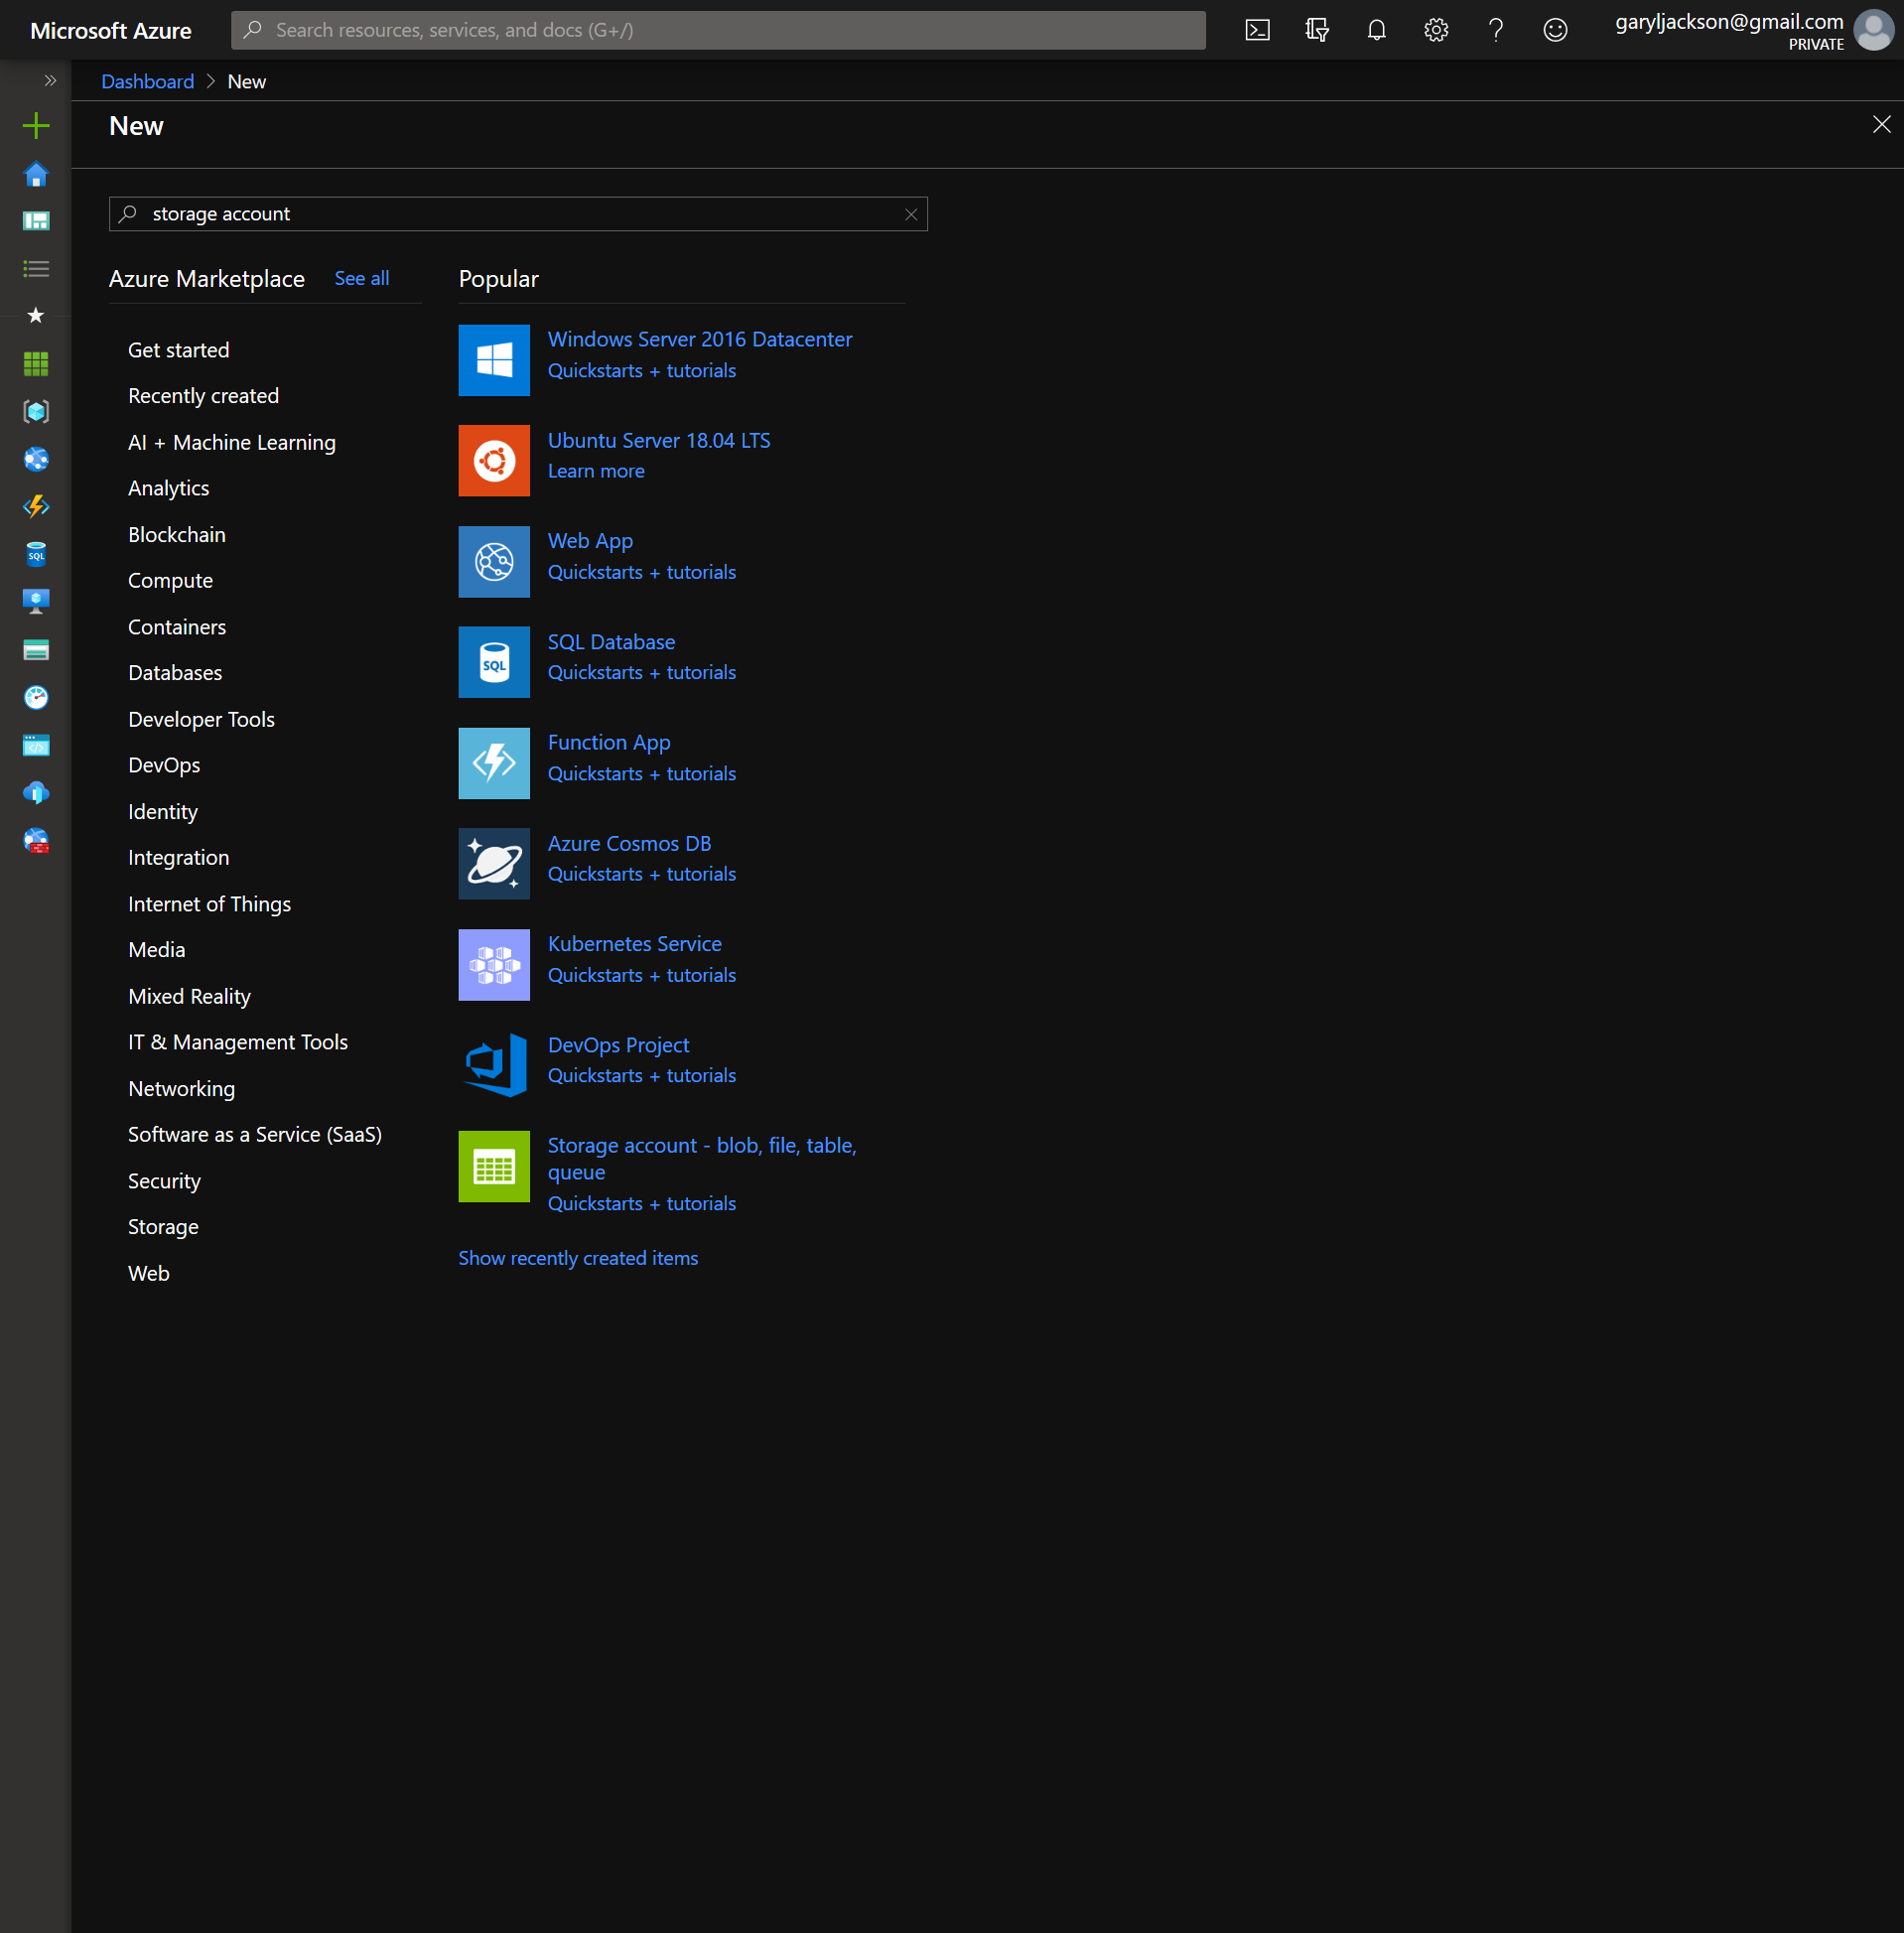 Microsoft Azure
Search resources, services, and docs (G+/)
garyljackson@gmail.com
PRIVATE
Dashboard > New
New
storage account
Azure Marketplace See all
Get started
Recently created
AI + Machine Learning
Analytics
Blockchain
Compute
Containers
Databases
Developer Tools
DevOps
Identity
Integration
Internet of Things
Media
Mixed Reality
IT & Management Tools
Networking
Software as a Service (SaaS)
Security
Storage
Web
Popular
Windows Server 2016 Datacenter
Quickstarts + tutorials
Ubuntu Server 18.04 LTS
Learn more
Web App
Quickstarts + tutorials
SQL
SQL Database
Quickstarts + tutorials
Function App
Quickstarts + tutorials
Azure Cosmos DB
Quickstarts + tutorials
Kubernetes Service
Quickstarts + tutorials
DevOps Project
Quickstarts + tutorials
Storage account - blob, file, table,
queue
Quickstarts + tutorials
Show recently created items
SQL